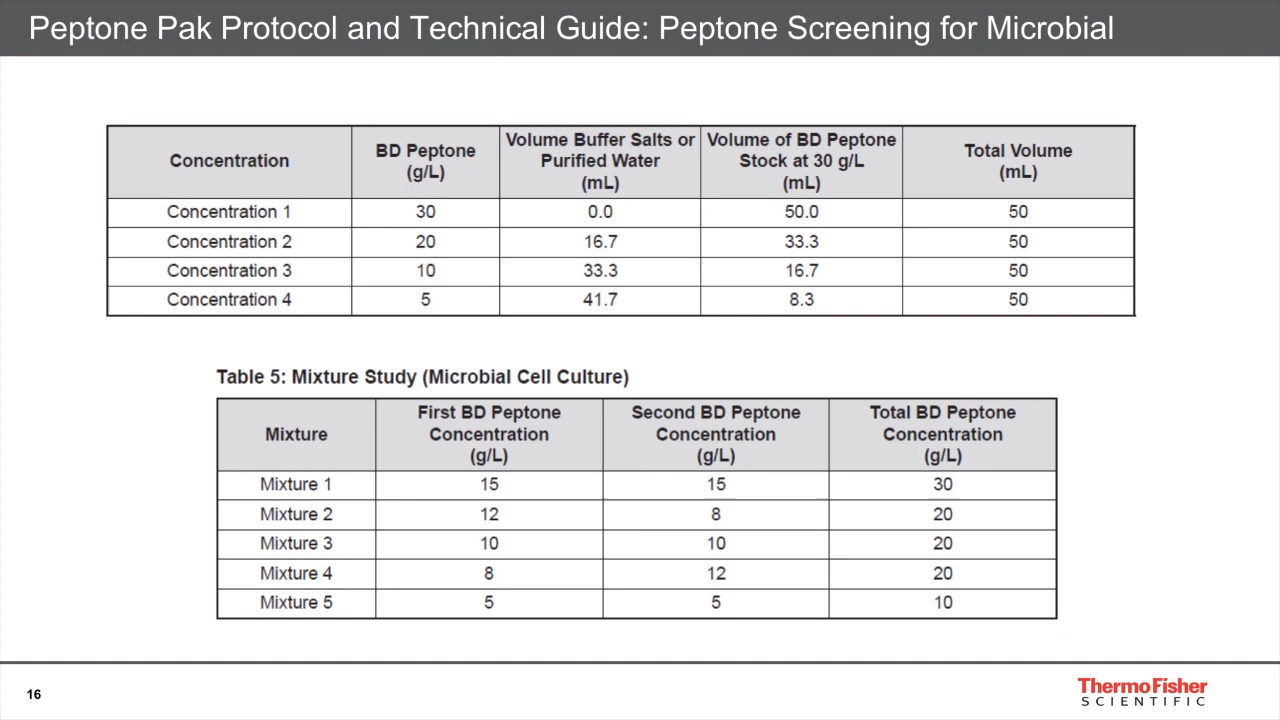 Peptone Pak Protocol and Technical Guide: Peptone Screening for Microbial
Concentration | BD Peptone (g/L) | Volume Buffer Salts or Purified Water (mL) | Volume of BD Peptone Stock at 30 g/L (mL) | Total Volume (mL)
Concentration 1 | 30 | 0.0 | 50.0 | 50
Concentration 2 | 20 | 16.7 | 33.3 | 50
Concentration 3 | 10 | 33.3 | 16.7 | 50
Concentration 4 | 5 | 41.7 | 8.3 | 50
Table 5: Mixture Study (Microbial Cell Culture)
Mixture | First BD Peptone Concentration (g/L) | Second BD Peptone Concentration (g/L) | Total BD Peptone Concentration (g/L)
Mixture 1 | 15 | 15 | 30
Mixture 2 | 12 | 8 | 20
Mixture 3 | 10 | 10 | 20
Mixture 4 | 8 | 12 | 20
Mixture 5 | 5 | 5 | 10
16
ThermoFisher
SCIENTIFIC